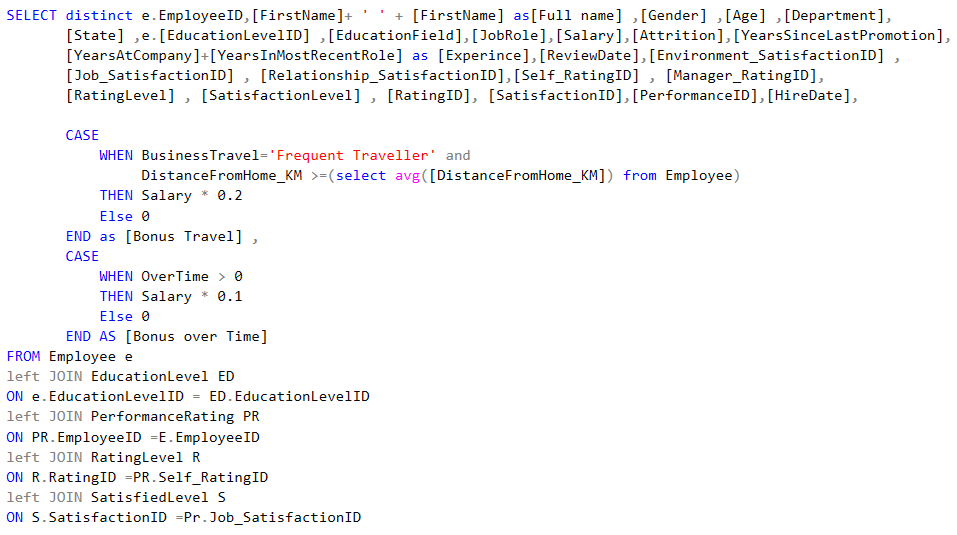 SELECT distinct e.EmployeeID,[FirstName]+ ' ' + [FirstName] as[Full name] ,[Gender] ,[Age] ,[Department],
[State] ,e.[EducationLevelID] ,[EducationField],[JobRole],[Salary],[Attrition],[YearsSinceLastPromotion],
[YearsAtCompany]+[YearsInMostRecentRole] as [Experince],[ReviewDate],[Environment_SatisfactionID] ,
[Job_SatisfactionID] , [Relationship_SatisfactionID],[Self_RatingID] , [Manager_RatingID],
[RatingLevel] , [SatisfactionLevel] , [RatingID], [SatisfactionID],[PerformanceID],[HireDate],
CASE
WHEN BusinessTravel='Frequent Traveller' and
DistanceFromHome_KM >=(select avg([DistanceFromHome_KM]) from Employee)
THEN Salary * 0.2
Else 0
END as [Bonus Travel] ,
CASE
WHEN OverTime > 0
THEN Salary * 0.1
Else 0
END AS [Bonus over Time]
FROM Employee e
left JOIN EducationLevel ED
ON e.EducationLevelID = ED.EducationLevelID
left JOIN PerformanceRating PR
ON PR.EmployeeID =E.EmployeeID
left JOIN RatingLevel R
ON R.RatingID =PR.Self_RatingID
left JOIN SatisfiedLevel S
ON S.SatisfactionID =Pr.Job_SatisfactionID